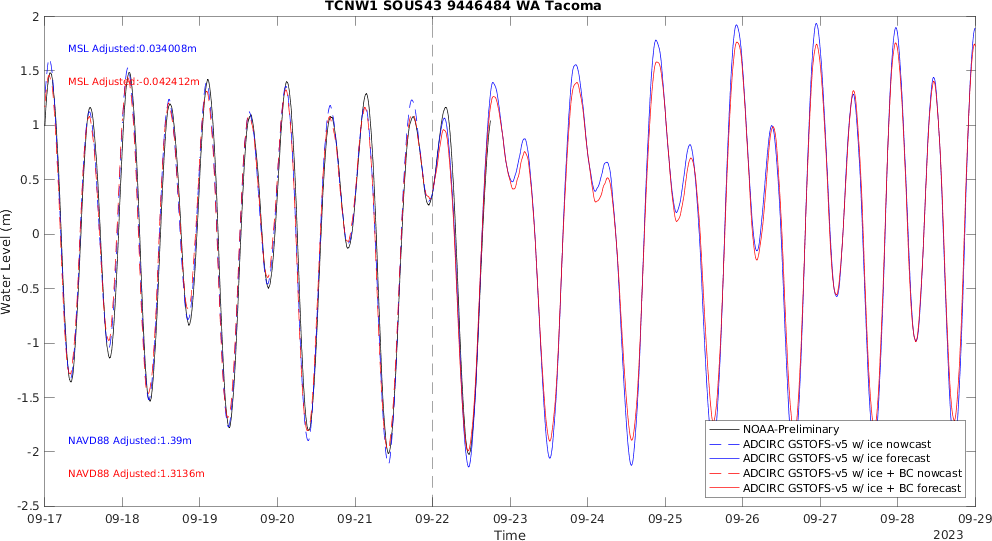 TCNW1 SOUS43 9446484 WA Tacoma
MSL Adjusted:0.034008m
MSL Adjusted:-0.042412m
NAVD88 Adjusted:1.39m
NAVD88 Adjusted:1.3136m
Water Level (m)
2
1.5
1
0.5
0
-0.5
-1
-1.5
-2
-2.5
NOAA-Preliminary
ADCIRC GSTOFS-v5 w/ ice nowcast
ADCIRC GSTOFS-v5 w/ ice forecast
ADCIRC GSTOFS-v5 w/ ice + BC nowcast
ADCIRC GSTOFS-v5 w/ ice + BC forecast
09-17 09-18 09-19 09-20 09-21 09-22 09-23 09-24 09-25 09-26 09-27 09-28 09-29
Time
2023